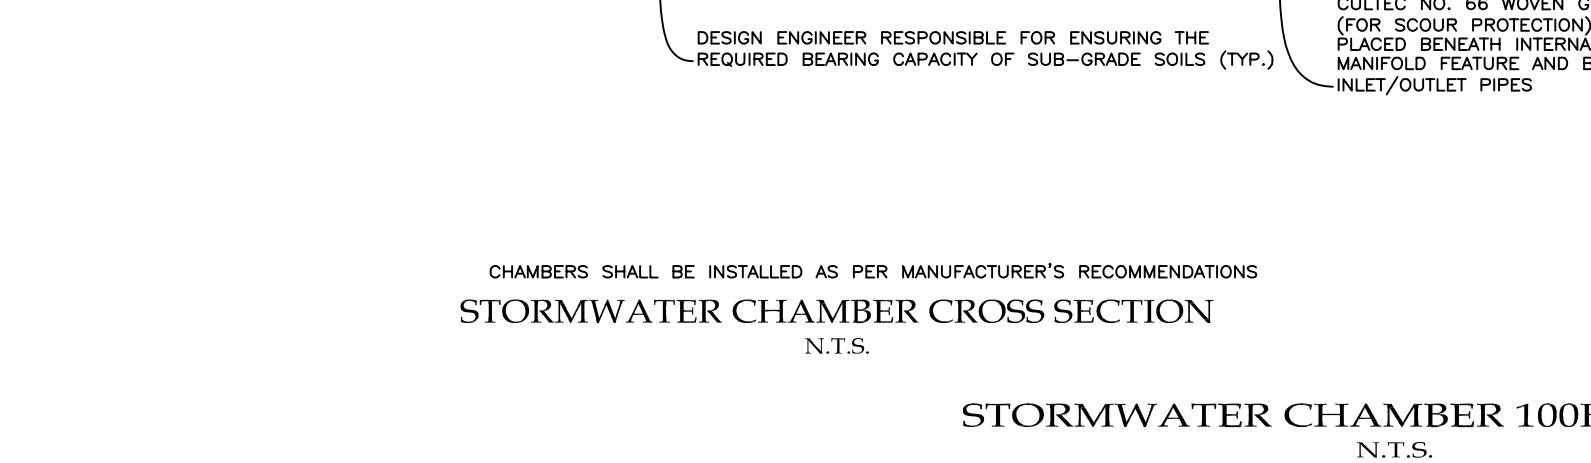 DESIGN ENGINEER RESPONSIBLE FOR ENSURING THE
REQUIRED BEARING CAPACITY OF SUB-GRADE SOILS (TYP.)
CULTEC NO. 66 WOVEN
(FOR SCOUR PROTECTION)
PLACED BENEATH
MANIFOLD FEATURE AND
INLET/OUTLET PIPES
CHAMBERS SHALL BE INSTALLED AS PER MANUFACTURER'S RECOMMENDATIONS
STORMWATER CHAMBER CROSS SECTION
N.T.S.
STORMWATER CHAMBER
N.T.S.